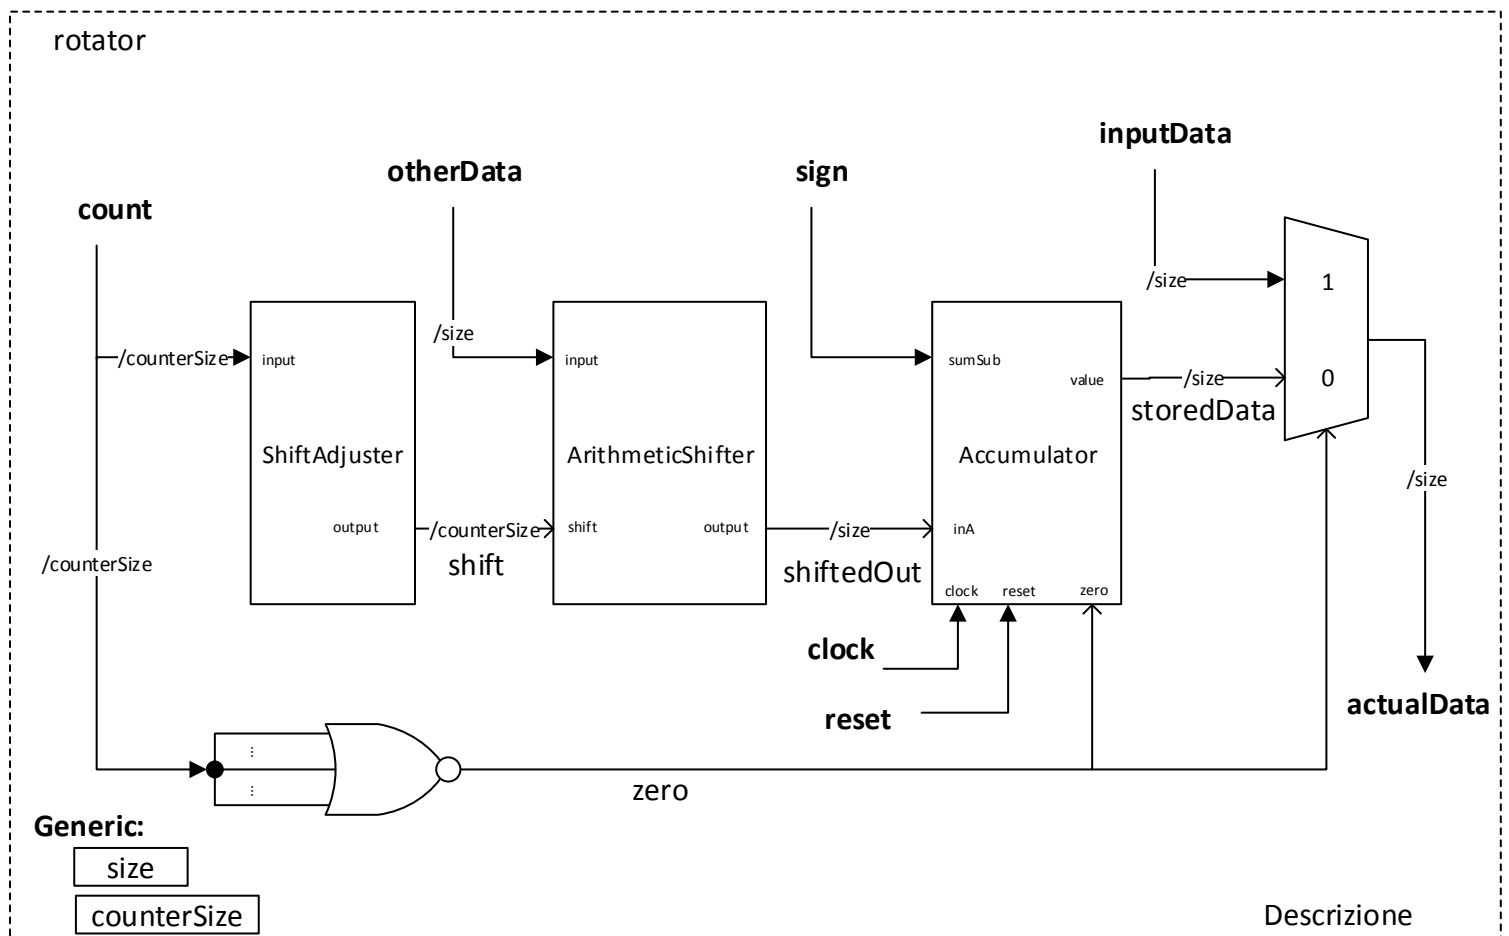 rotator
inputData
otherData
sign
count
/size
1
/size
/counterSize
input
input
sumSub
value
/size
0
storedData
ShiftAdjuster
ArithmeticShifter
Accumulator
/size
output
/counterSize
shift
output
/size
inA
/counterSize
shift
shiftedOut
clock
reset
zero
clock
actualData
reset
...
...
zero
Generic:
size
counterSize
Descrizione